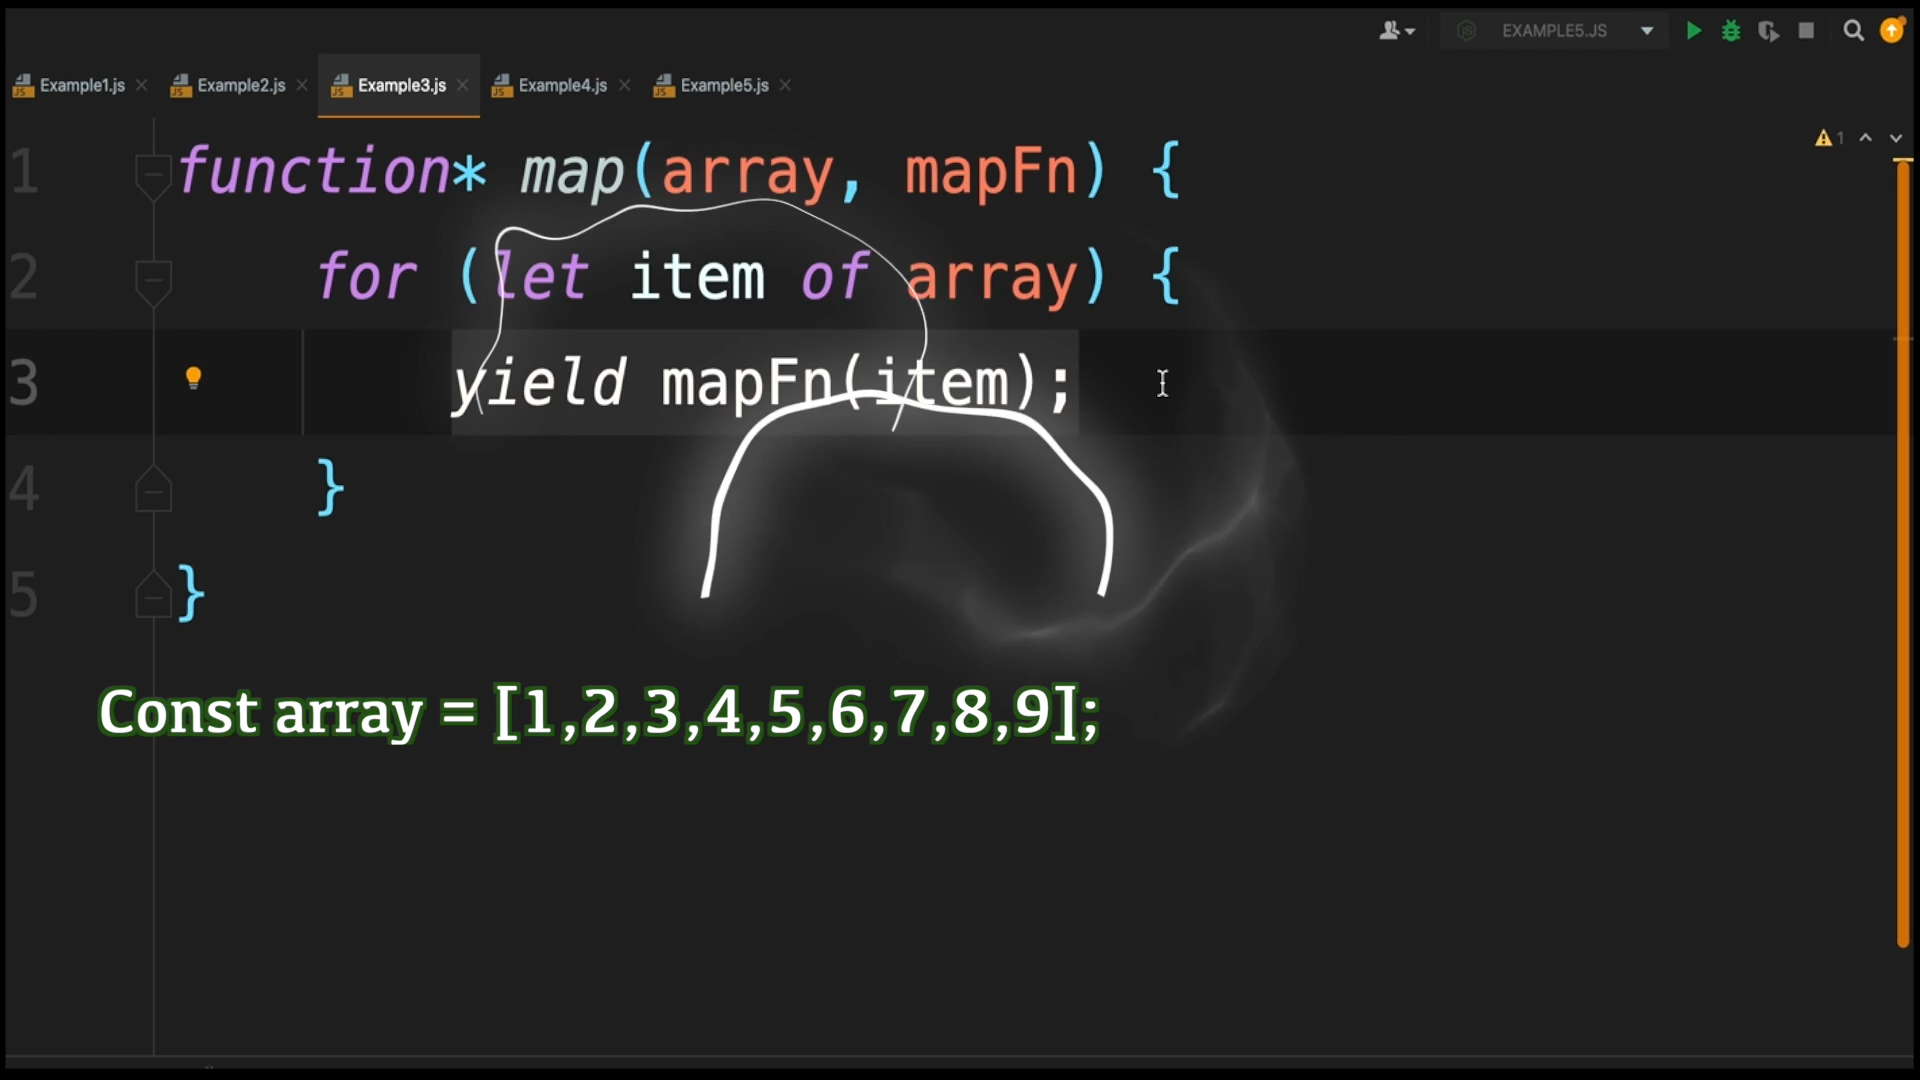 EXAMPLE5.JS
Example1.js Example2.js Example3.js Example4.js Example5.js
1 function* map(array, mapFn) { 1
2 for (let item of array) {
3 yield mapFn(item);
4 }
5 }
Const array = [1,2,3,4,5,6,7,8,9];